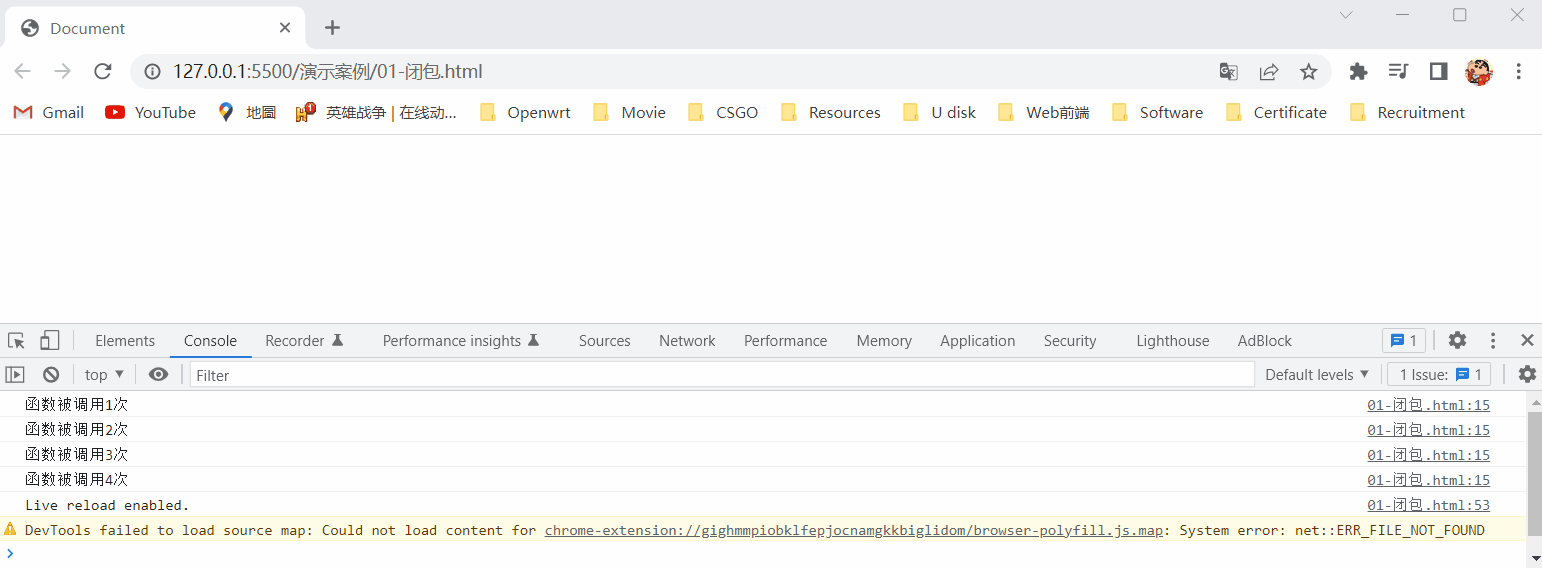 Document
127.0.0.1:5500/演示案例/01-闭包.html
Gmail YouTube 地圖 英雄战争 | 在线动... Openwrt Movie CSGO Resources U disk Web前端 Software Certificate Recruitment
Elements Console Recorder Performance insights Sources Network Performance Memory Application Security Lighthouse AdBlock 1
top Filter Default levels 1 Issue: 1
函数被调用1次 01-闭包.html:15
函数被调用2次 01-闭包.html:15
函数被调用3次 01-闭包.html:15
函数被调用4次 01-闭包.html:15
Live reload enabled. 01-闭包.html:53
DevTools failed to load source map: Could not load content for chrome-extension://gighmmpiobklfepjocnamgkkbiglidom/browser-polyfill.js.map: System error: net::ERR_FILE_NOT_FOUND